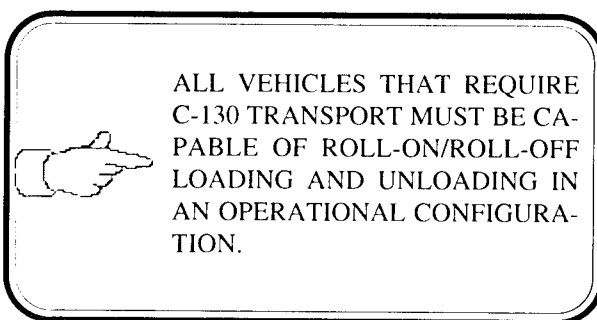 ALL VEHICLES THAT REQUIRE
C-130 TRANSPORT MUST BE CA-
PABLE OF ROLL-ON/ROLL-OFF
LOADING AND UNLOADING IN
AN OPERATIONAL CONFIGURA-
TION.